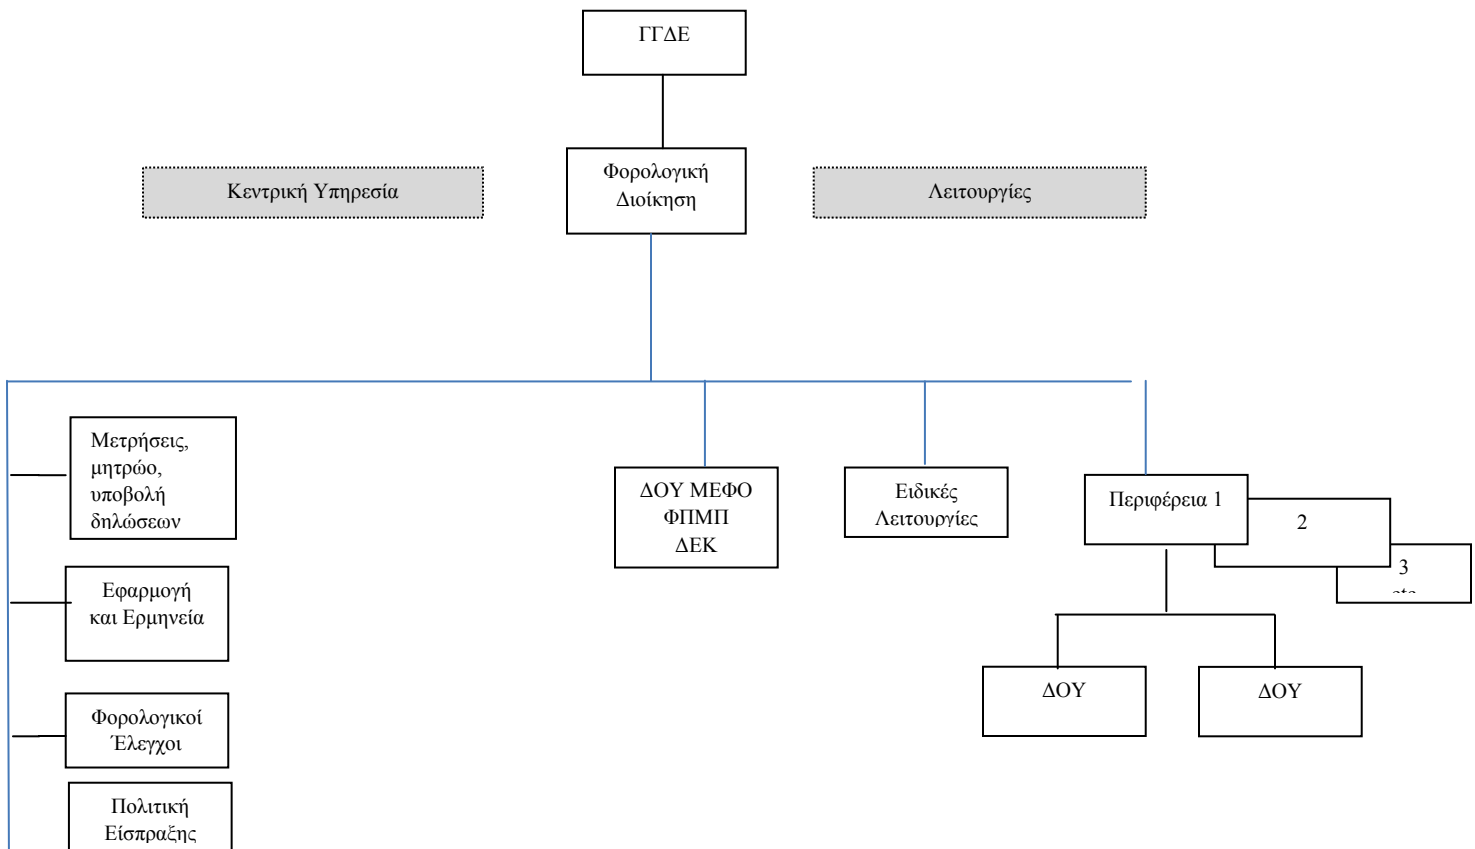 ΓΓΔΕ
Κεντρική Υπηρεσία
Φορολογική
Διοίκηση
Λειτουργίες
Μετρήσεις,
μητρώο,
υποβολή
δηλώσεων
Εφαρμογή
και Ερμηνεία
Φορολογικοί
Έλεγχοι
Πολιτική
Είσπραξης
ΔΟΥ ΜΕΦΟ
ΦΠΜΠ
ΔΕΚ
Ειδικές
Λειτουργίες
Περιφέρεια 1
2
3
ΔΟΥ
ΔΟΥ